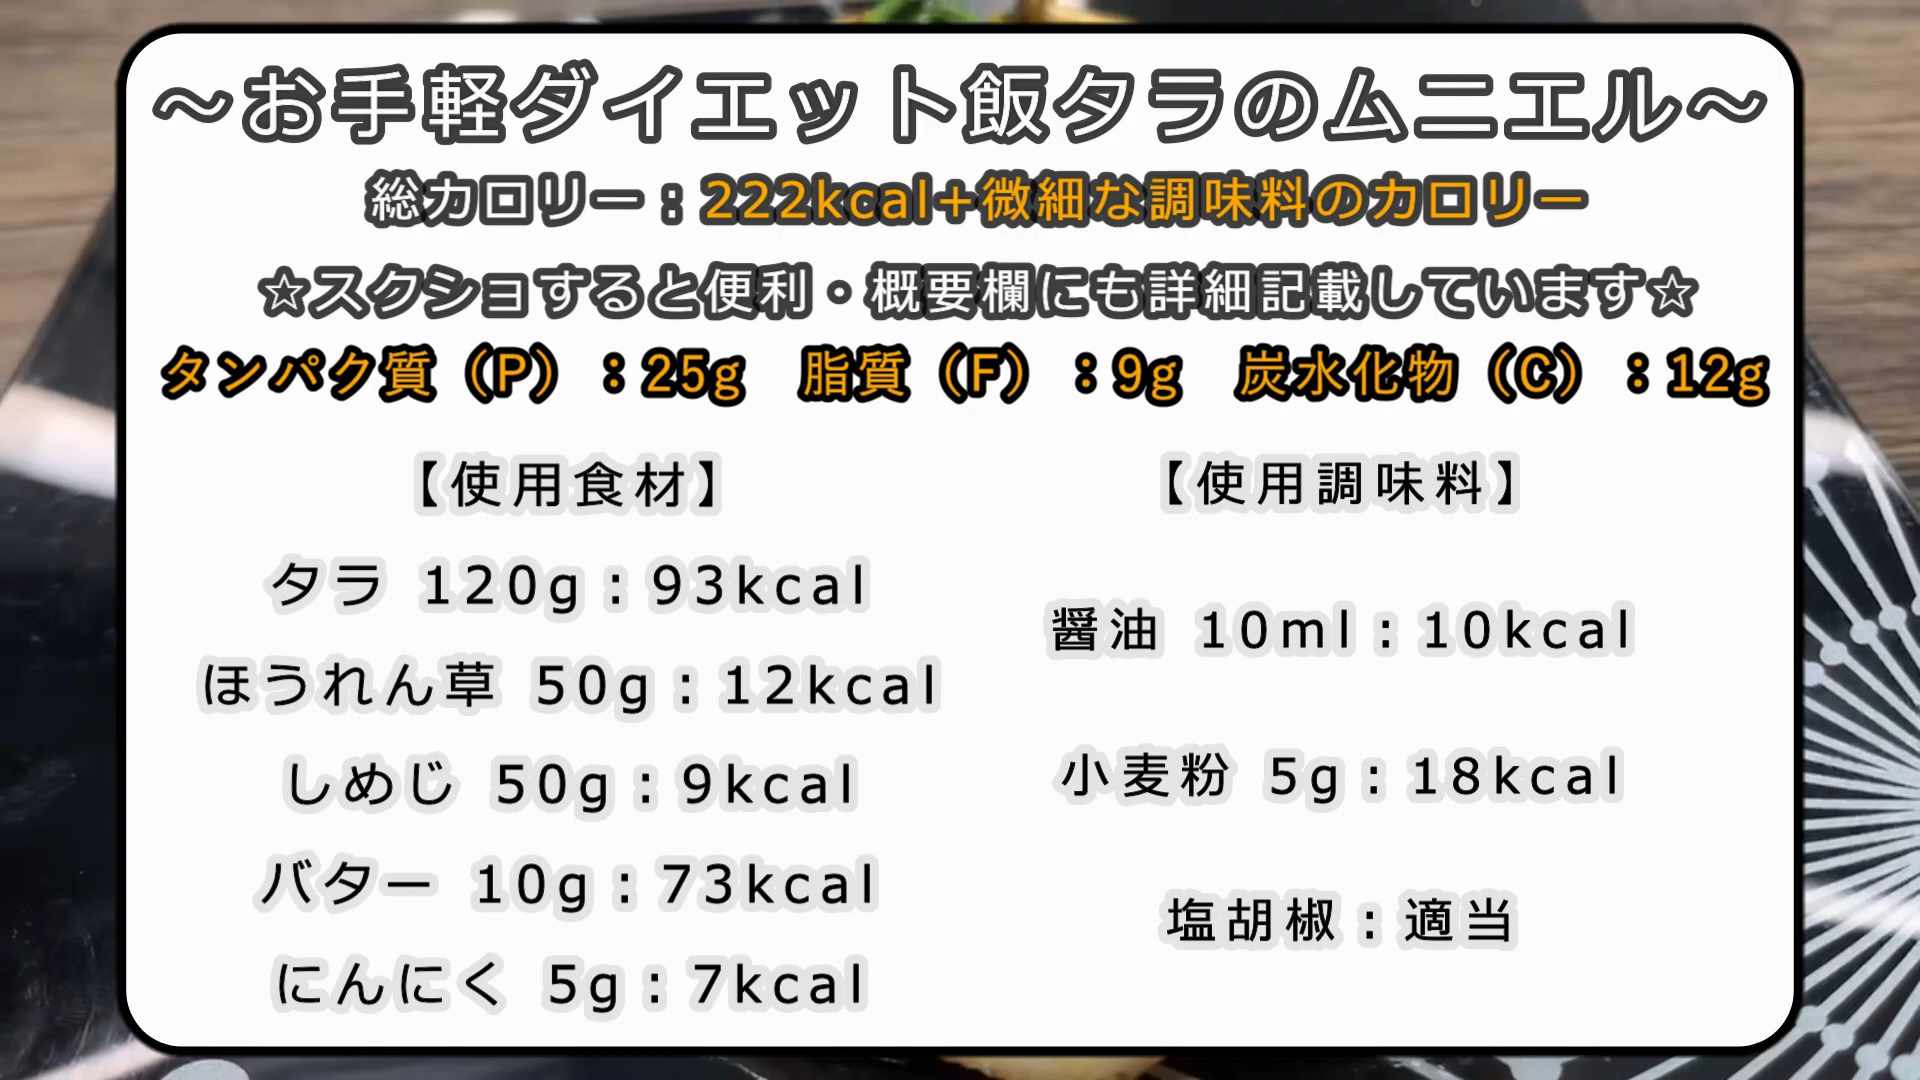 ～お手軽ダイエット飯タラのムニエル～
総カロリー：222kcal+微細な調味料のカロリー
☆スクショすると便利・概要欄にも詳細記載しています☆
タンパク質（P）：25g　脂質（F）：9g　炭水化物（C）：12g
【使用食材】
タラ 120g：93kcal
ほうれん草 50g：12kcal
しめじ 50g：9kcal
バター 10g：73kcal
にんにく 5g：7kcal
【使用調味料】
醤油 10ml：10kcal
小麦粉 5g：18kcal
塩胡椒：適当